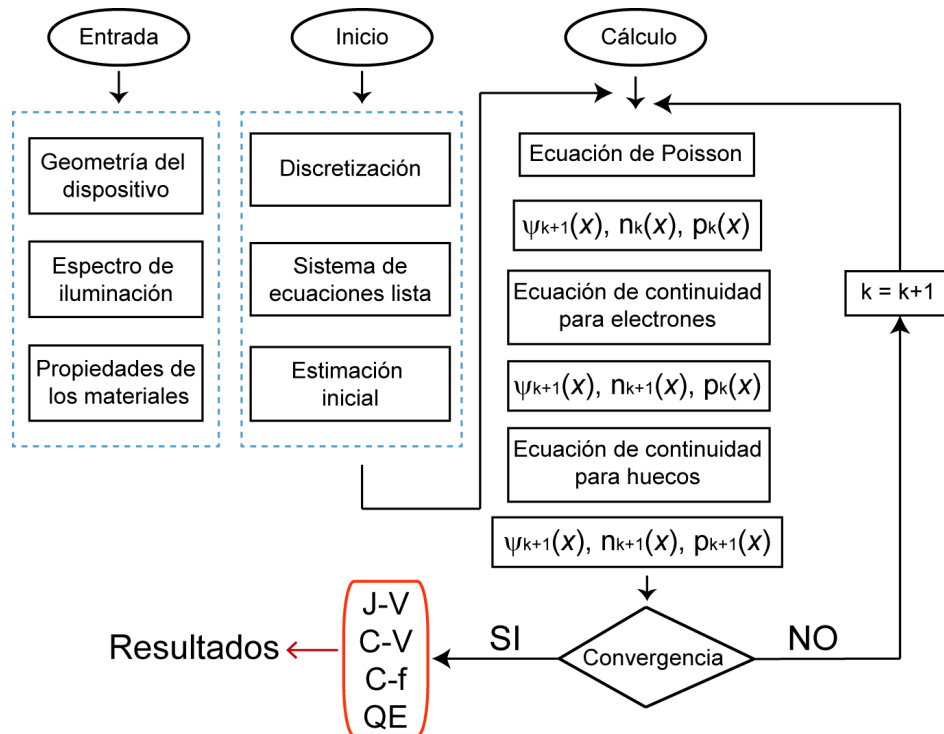 Entrada
Geometría del
dispositivo
Espectro de
iluminación
Propiedades de
los materiales
Inicio
Discretización
Sistema de
ecuaciones lista
Estimación
inicial
Cálculo
Ecuación de Poisson
ψk+1(x), nk(x), pk(x)
Ecuación de continuidad
para electrones
ψk+1(x), nk+1(x), pk(x)
Ecuación de continuidad
para huecos
ψk+1(x), nk+1(x), pk+1(x)
k = k+1
Convergencia
SI
NO
J-V
C-V
C-f
QE
Resultados